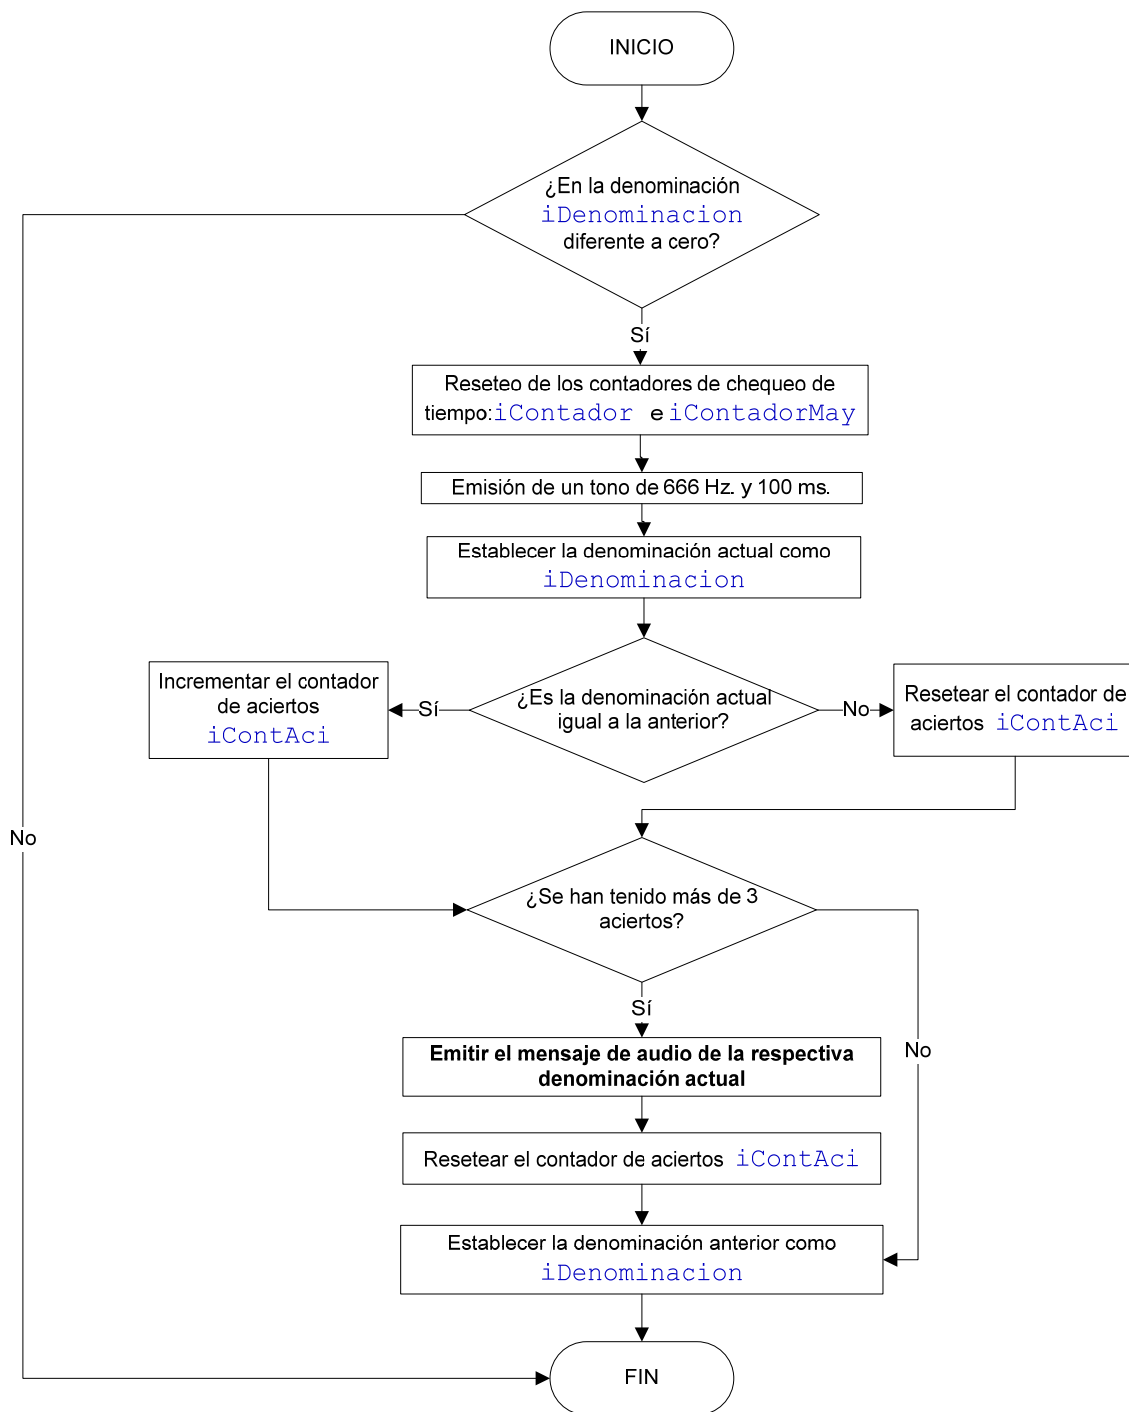 INICIO
¿En la denominación
iDenominacion
diferente a cero?
Sí
Reseteo de los contadores de chequeo de
tiempo:iContador e iContadorMay
Emisión de un tono de 666 Hz. y 100 ms.
Establecer la denominación actual como
iDenominacion
Incrementar el contador
de aciertos
iContAci
Sí
¿Es la denominación actual
igual a la anterior?
No
Resetear el contador de
aciertos iContAci
No
¿Se han tenido más de 3
aciertos?
Sí
No
Emitir el mensaje de audio de la respectiva
denominación actual
Resetear el contador de aciertos iContAci
Establecer la denominación anterior como
iDenominacion
FIN